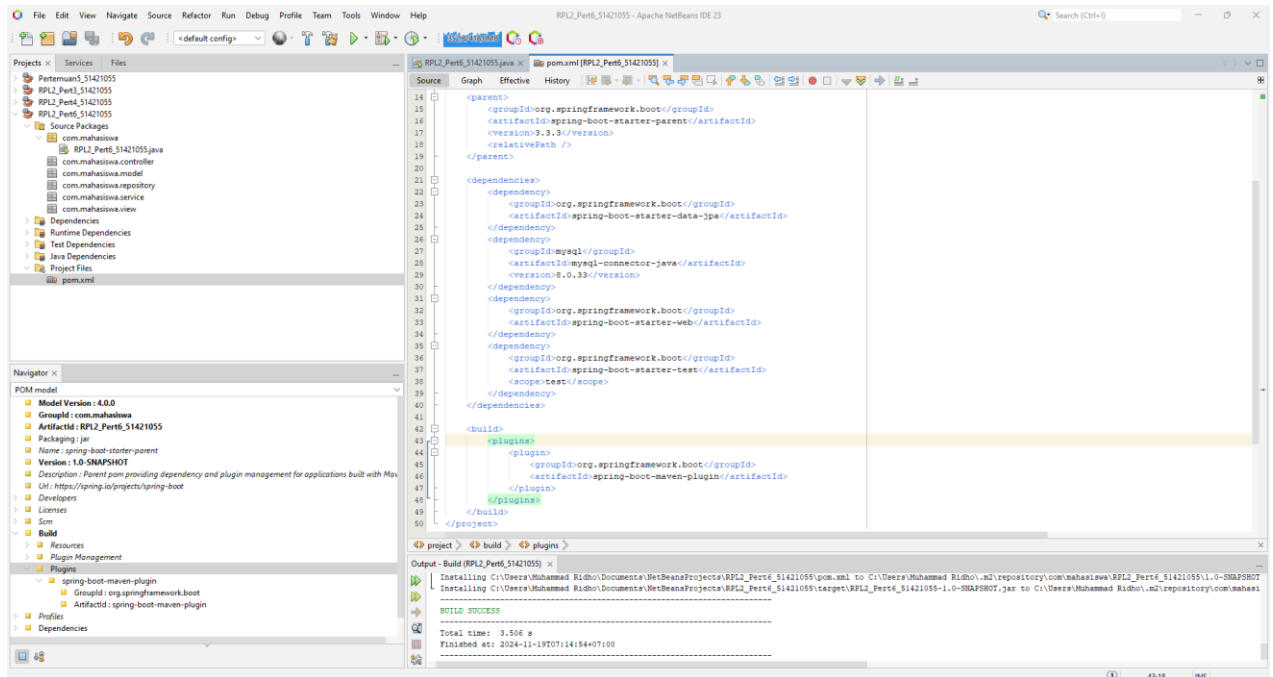 File Edit View Navigate Source Refactor Run Debug Profile Team Tools Window Help
RPL2_Pert6_51421055 - Apache NetBeans IDE 23
Search (Ctrl+I)
<default config>
Projects Services Files
Pertemuan5_51421055
RPL2_Pert3_51421055
RPL2_Pert4_51421055
RPL2_Pert6_51421055
Source Packages
com.mahasiswa
RPL2_Pert6_51421055.java
com.mahasiswa.controller
com.mahasiswa.model
com.mahasiswa.repository
com.mahasiswa.service
com.mahasiswa.view
Dependencies
Runtime Dependencies
Test Dependencies
Java Dependencies
Project Files
pom.xml
Navigator
POM model
Model Version : 4.0.0
GroupId : com.mahasiswa
ArtifactId : RPL2_Pert6_51421055
Packaging : jar
Name : spring-boot-starter-parent
Version : 1.0-SNAPSHOT
Description : Parent pom providing dependency and plugin management for applications built with Mav
Url : https://spring.io/projects/spring-boot
Developers
Licenses
Scm
Build
Resources
Plugin Management
Plugins
spring-boot-maven-plugin
GroupId : org.springframework.boot
ArtifactId : spring-boot-maven-plugin
Profiles
Dependencies
RPL2_Pert6_51421055.java pom.xml [RPL2_Pert6_51421055]
Source Graph Effective History
14 <parent>
15 <groupId>org.springframework.boot</groupId>
16 <artifactId>spring-boot-starter-parent</artifactId>
17 <version>3.3.3</version>
18 <relativePath />
19 </parent>
20
21 <dependencies>
22 <dependency>
23 <groupId>org.springframework.boot</groupId>
24 <artifactId>spring-boot-starter-data-jpa</artifactId>
25 </dependency>
26 <dependency>
27 <groupId>mysql</groupId>
28 <artifactId>mysql-connector-java</artifactId>
29 <version>8.0.33</version>
30 </dependency>
31 <dependency>
32 <groupId>org.springframework.boot</groupId>
33 <artifactId>spring-boot-starter-web</artifactId>
34 </dependency>
35 <dependency>
36 <groupId>org.springframework.boot</groupId>
37 <artifactId>spring-boot-starter-test</artifactId>
38 <scope>test</scope>
39 </dependency>
40 </dependencies>
41
42 <build>
43 <plugins>
44 <plugin>
45 <groupId>org.springframework.boot</groupId>
46 <artifactId>spring-boot-maven-plugin</artifactId>
47 </plugin>
48 </plugins>
49 </build>
50 </project>
project build plugins
Output - Build (RPL2_Pert6_51421055)
Installing C:\Users\Muhammad Ridho\Documents\NetBeansProjects\RPL2_Pert6_51421055\pom.xml to C:\Users\Muhammad Ridho\.m2\repository\com\mahasiswa\RPL2_Pert6_51421055\1.0-SNAPSHOT
Installing C:\Users\Muhammad Ridho\Documents\NetBeansProjects\RPL2_Pert6_51421055\target\RPL2_Pert6_51421055-1.0-SNAPSHOT.jar to C:\Users\Muhammad Ridho\.m2\repository\com\mahasi
------------------------------------------------------------------------
BUILD SUCCESS
------------------------------------------------------------------------
Total time: 3.506 s
Finished at: 2024-11-19T07:14:54+07:00
------------------------------------------------------------------------